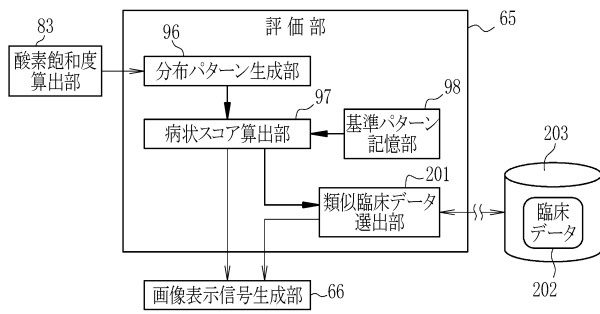 評価部
65
83
酸素飽和度
算出部
96
分布パターン生成部
97
病状スコア算出部
98
基準パターン
記憶部
201
類似臨床データ
選出部
203
臨床
データ
202
画像表示信号生成部
66